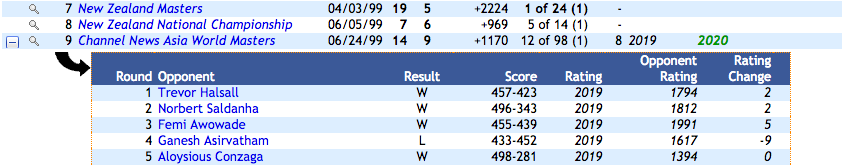 7 New Zealand Masters 04/03/99 19 5 +2224 1 of 24 (1) -
8 New Zealand National Championship 06/05/99 7 6 +969 5 of 14 (1) -
9 Channel News Asia World Masters 06/24/99 14 9 +1170 12 of 98 (1) 8 2019 2020
Opponent Rating
Round Opponent Result Score Rating Rating Change
1 Trevor Halsall W 457-423 2019 1794 2
2 Norbert Saldanha W 496-343 2019 1812 2
3 Femi Awowade W 455-439 2019 1991 5
4 Ganesh Asirvatham L 433-452 2019 1617 -9
5 Aloysious Conzaga W 498-281 2019 1394 0